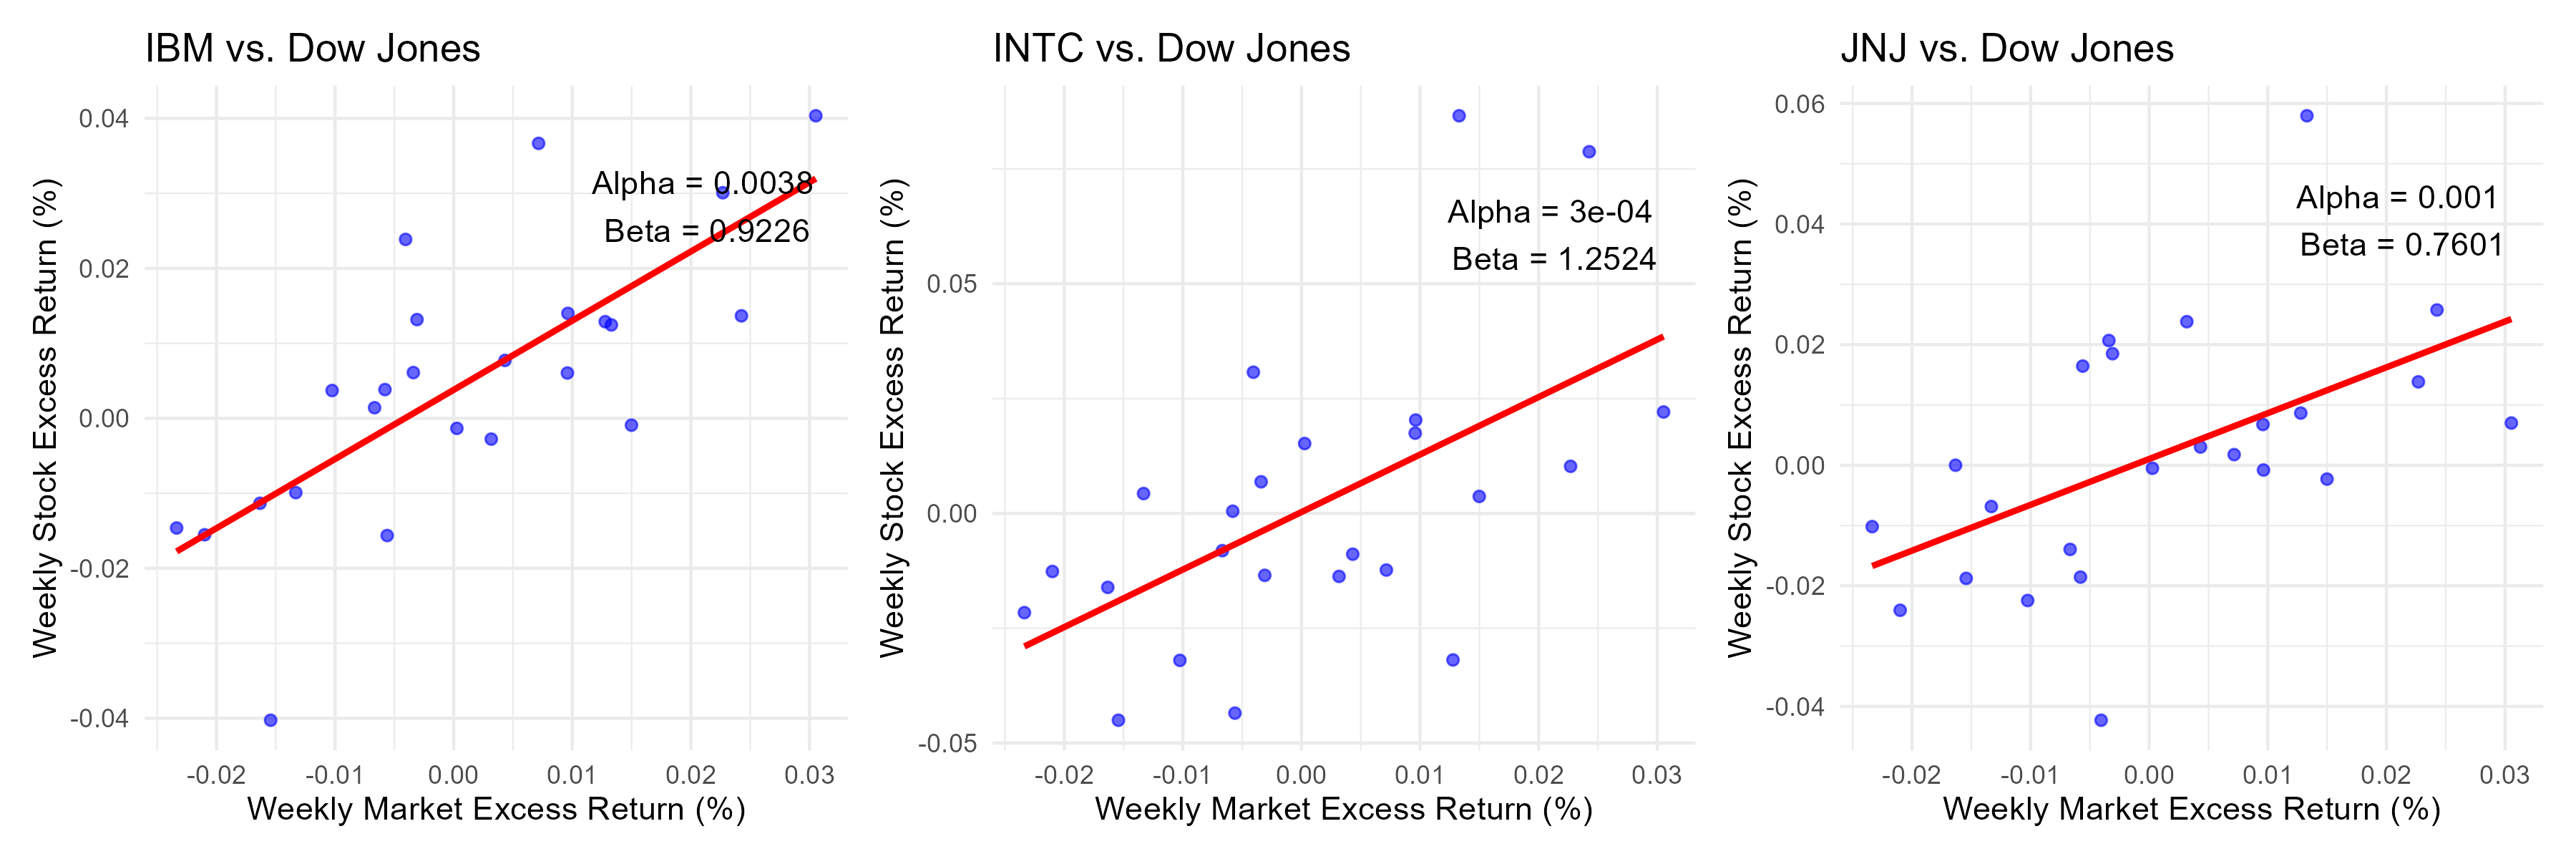 IBM vs. Dow Jones
Weekly Stock Excess Return (%)
0.04
0.02
0.00
-0.02
-0.04
Alpha = 0.0038
Beta = 0.9226
-0.02 -0.01 0.00 0.01 0.02 0.03
Weekly Market Excess Return (%)
INTC vs. Dow Jones
Weekly Stock Excess Return (%)
0.05
0.00
-0.05
Alpha = 3e-04
Beta = 1.2524
-0.02 -0.01 0.00 0.01 0.02 0.03
Weekly Market Excess Return (%)
JNJ vs. Dow Jones
Weekly Stock Excess Return (%)
0.06
0.04
0.02
0.00
-0.02
-0.04
Alpha = 0.001
Beta = 0.7601
-0.02 -0.01 0.00 0.01 0.02 0.03
Weekly Market Excess Return (%)